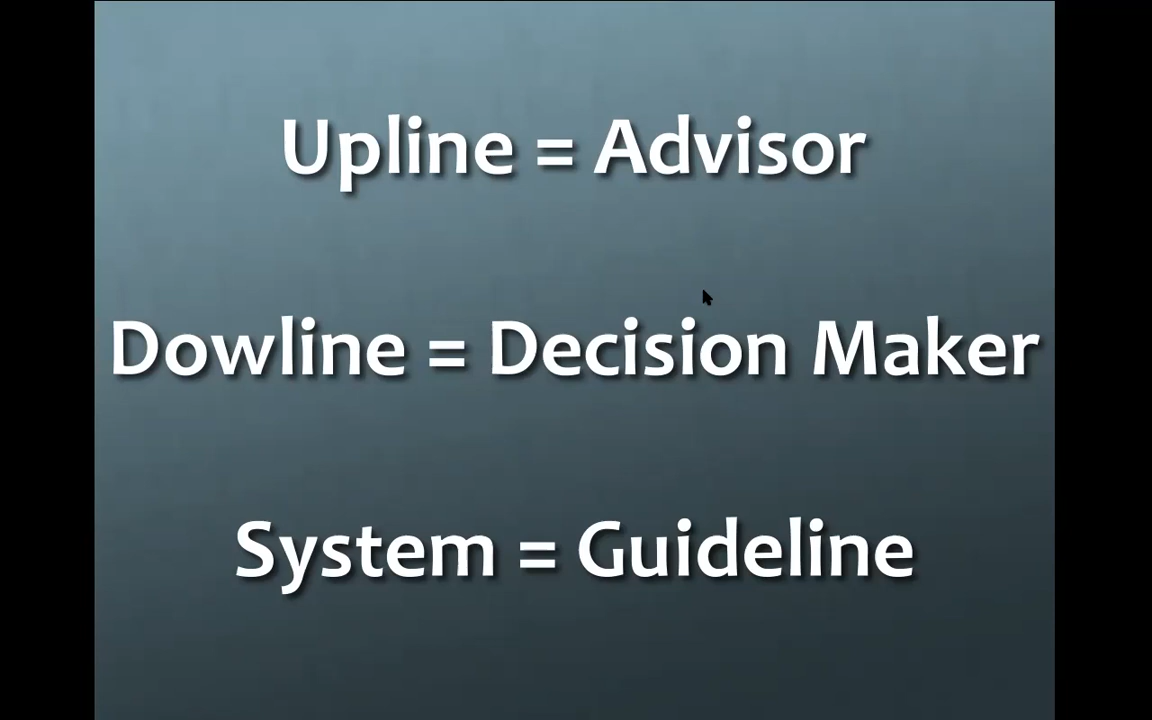 Upline = Advisor
Dowline = Decision Maker
System = Guideline